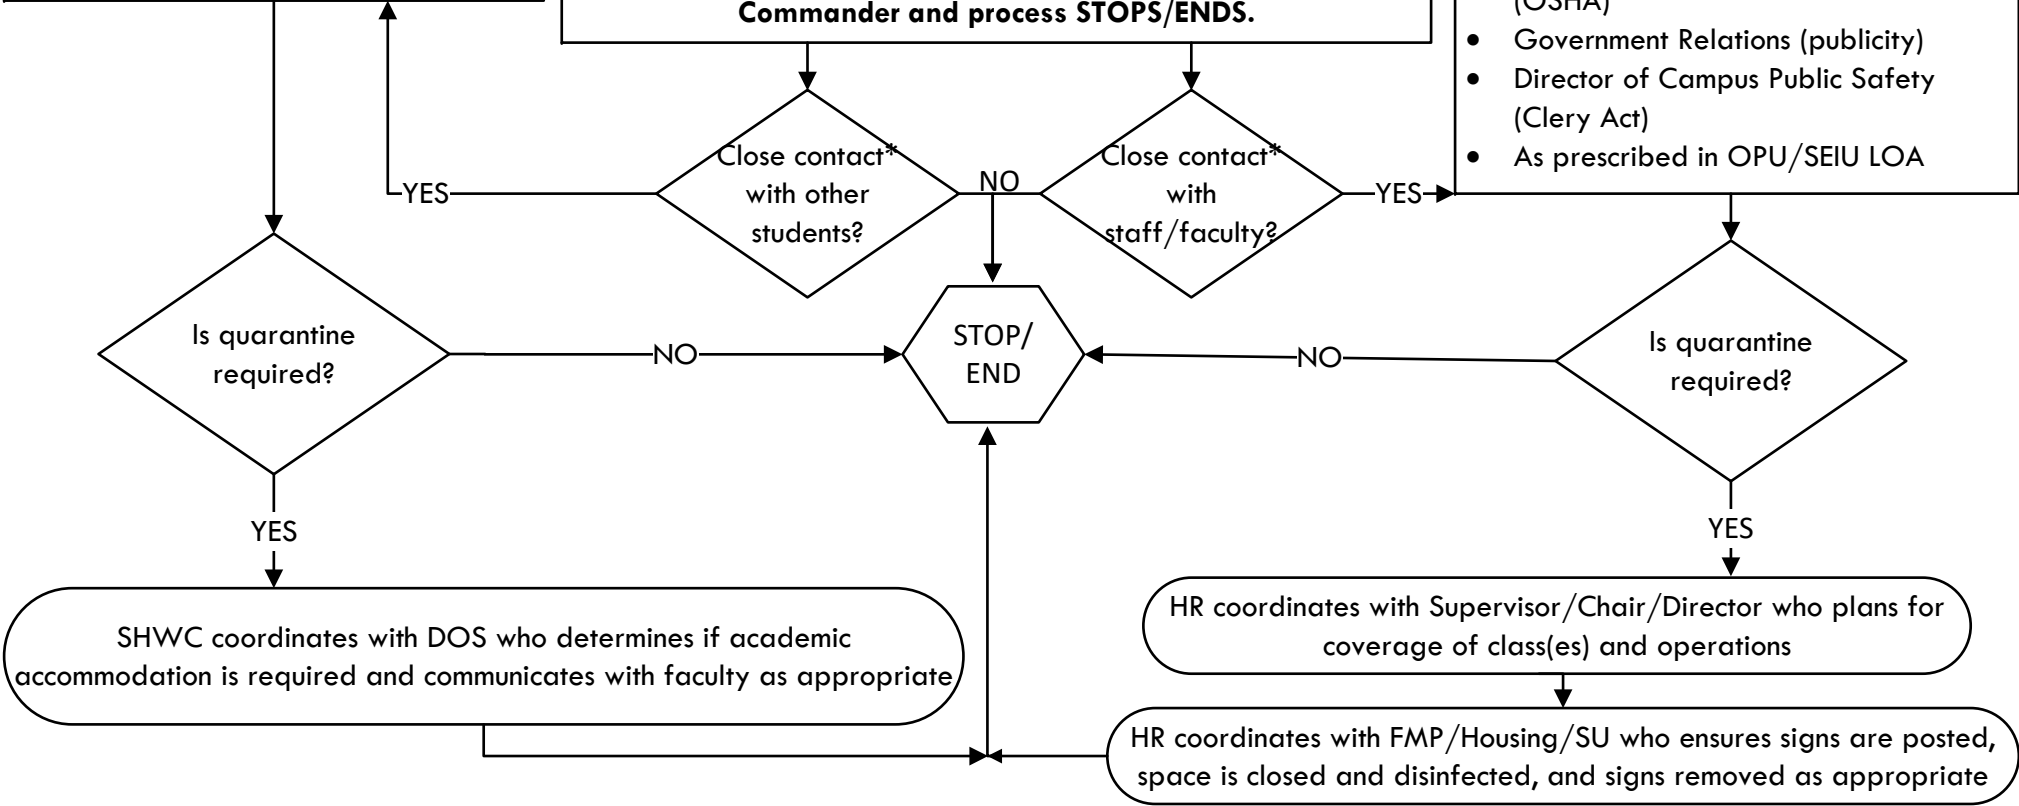 Commander and process STOPS/ENDS.
(OSHA)
• Government Relations (publicity)
• Director of Campus Public Safety
(Clery Act)
• As prescribed in OPU/SEIU LOA
Close contact*
with other
students?
Close contact*
with
staff/faculty?
YES
NO
YES
Is quarantine
required?
NO
STOP/
END
NO
Is quarantine
required?
YES
YES
SHWC coordinates with DOS who determines if academic
accommodation is required and communicates with faculty as appropriate
HR coordinates with Supervisor/Chair/Director who plans for
coverage of class(es) and operations
HR coordinates with FMP/Housing/SU who ensures signs are posted,
space is closed and disinfected, and signs removed as appropriate